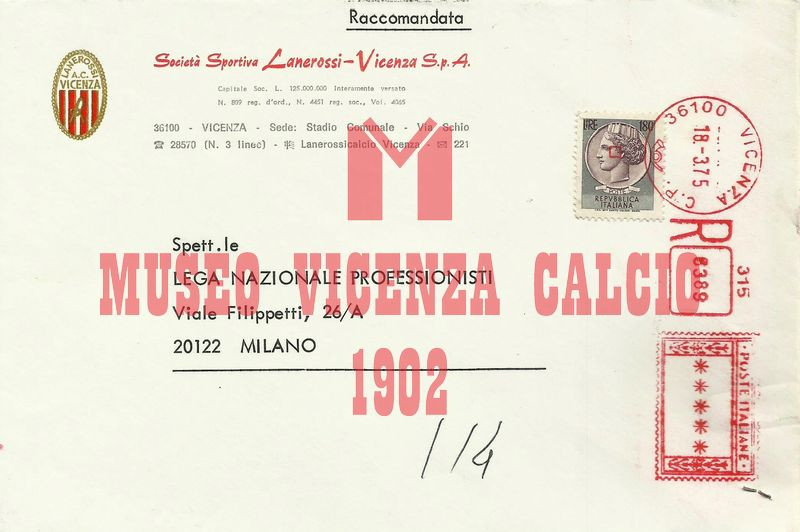 Raccomandata
LANEROSSI
A.C.
VICENZA
Società Sportiva Lanerossi-Vicenza S.p.A.
Capitale Soc. L. 125.000.000 Interamente versato
N. 809 reg. d'ord., N. 4451 reg. soc., Vol. 4065
36100 - VICENZA - Sede: Stadio Comunale - Via Schio
☎ 28570 (N. 3 linee) - Lanerossicalcio Vicenza - ✉ 221
LIRE 180
POSTE
REPVBBLICA
ITALIANA
36100 VICENZA C.P.
18-3.75
R
315
6389
M
Spett.le
LEGA NAZIONALE PROFESSIONISTI
MUSEO VICENZA CALCIO
Viale Filippetti, 26/A
20122 MILANO
1902
POSTE ITALIANE
*****
114